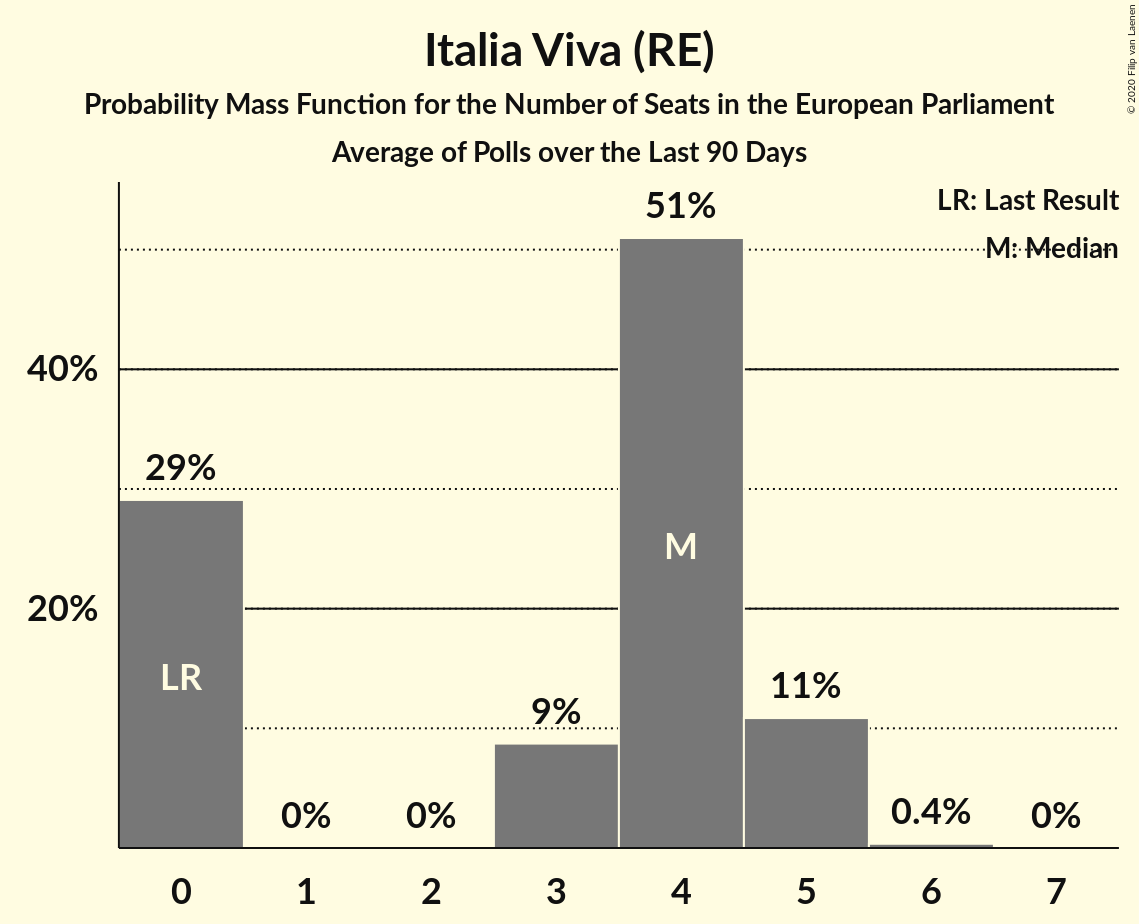 Italia Viva (RE)
Probability Mass Function for the Number of Seats in the European Parliament
Average of Polls over the Last 90 Days
© 2020 Filip van Laenen
LR: Last Result
M: Median
51%
40%
29%
M
20%
LR
11%
9%
0%
0%
0.4%
0%
0 1 2 3 4 5 6 7